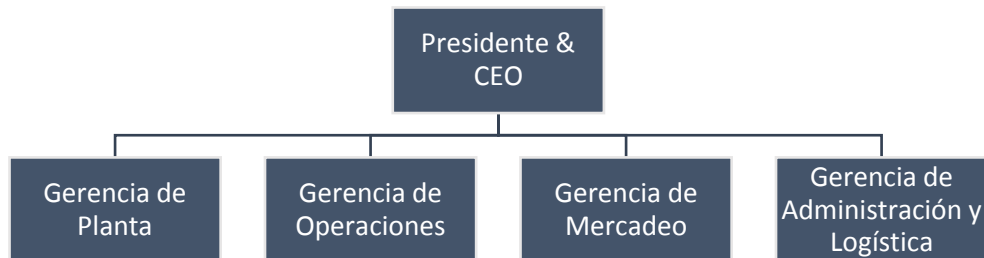 Presidente &
CEO
Gerencia de
Planta
Gerencia de
Operaciones
Gerencia de
Mercadeo
Gerencia de
Administración y
Logística